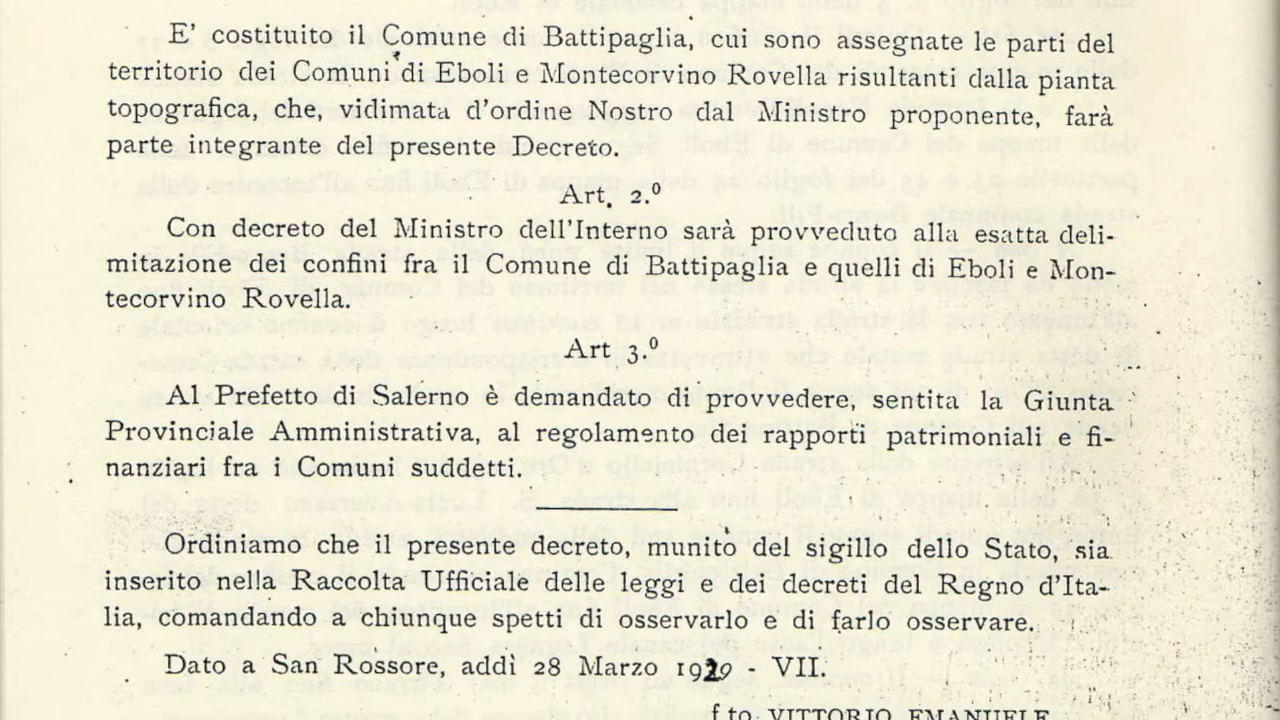 E' costituito il Comune di Battipaglia, cui sono assegnate le parti del
territorio dei Comuni di Eboli e Montecorvino Rovella risultanti dalla pianta
topografica, che, vidimata d'ordine Nostro dal Ministro proponente, farà
parte integrante del presente Decreto.
Art. 2.º
Con decreto del Ministro dell'Interno sarà provveduto alla esatta deli-
mitazione dei confini fra il Comune di Battipaglia e quelli di Eboli e Mon-
tecorvino Rovella.
Art 3.º
Al Prefetto di Salerno è demandato di provvedere, sentita la Giunta
Provinciale Amministrativa, al regolamento dei rapporti patrimoniali e fi-
nanziari fra i Comuni suddetti.
Ordiniamo che il presente decreto, munito del sigillo dello Stato, sia
inserito nella Raccolta Ufficiale delle leggi e dei decreti del Regno d'Ita-
lia, comandando a chiunque spetti di osservarlo e di farlo osservare.
Dato a San Rossore, addì 28 Marzo 1929 - VII.
f.to VITTORIO EMANUELE